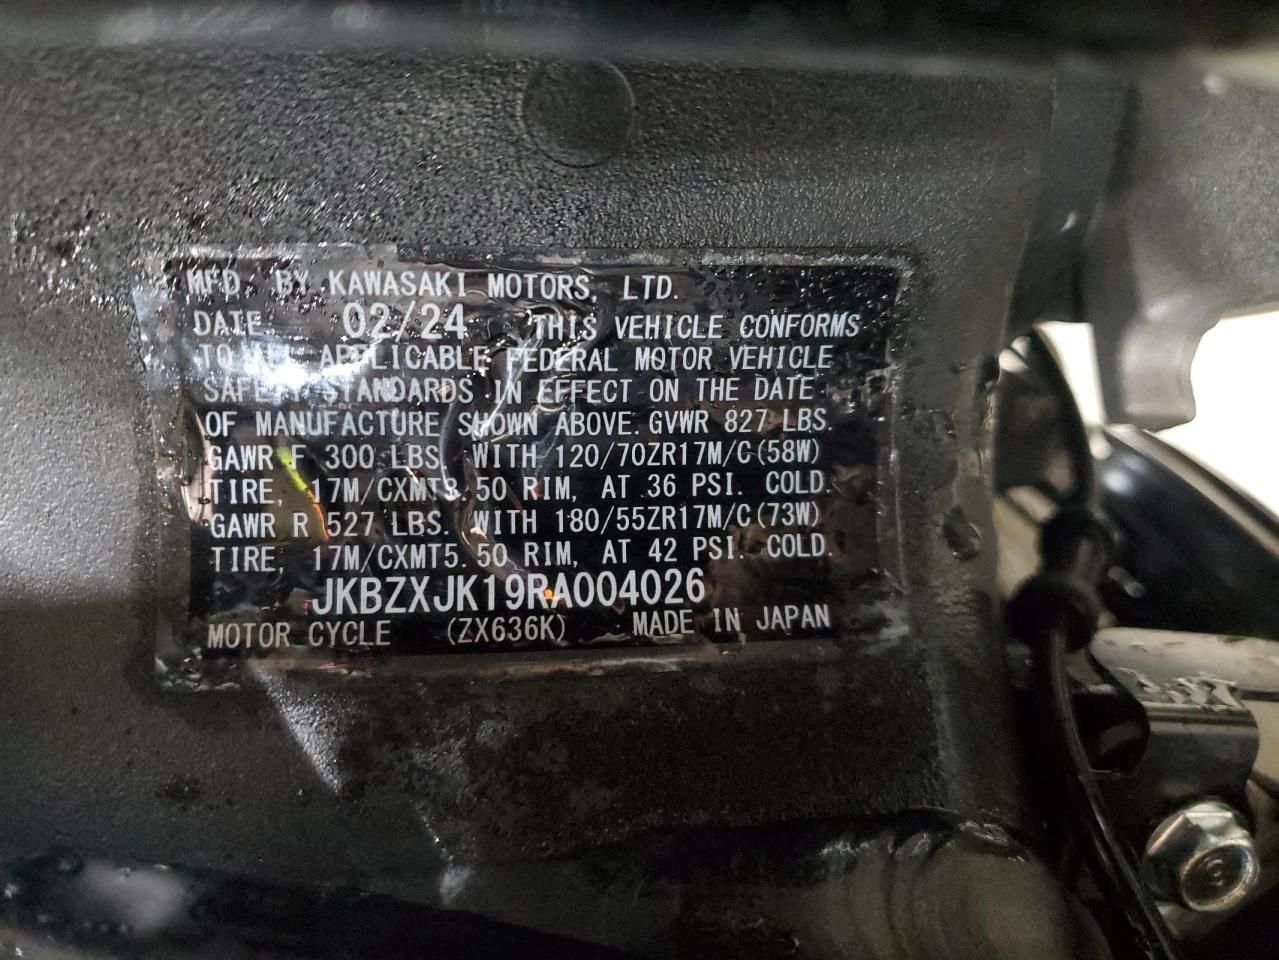 MFD. BY KAWASAKI MOTORS, LTD.
DATE 02/24 THIS VEHICLE CONFORMS
TO ALL APPLICABLE FEDERAL MOTOR VEHICLE
SAFETY STANDARDS IN EFFECT ON THE DATE
OF MANUFACTURE SHOWN ABOVE. GVWR 827 LBS.
GAWR F 300 LBS. WITH 120/70ZR17M/C(58W)
TIRE, 17M/CXMT3.50 RIM, AT 36 PSI. COLD.
GAWR R 527 LBS. WITH 180/55ZR17M/C(73W)
TIRE, 17M/CXMT5.50 RIM, AT 42 PSI. COLD.
JKBZXJK19RA004026
MOTOR CYCLE (ZX636K) MADE IN JAPAN